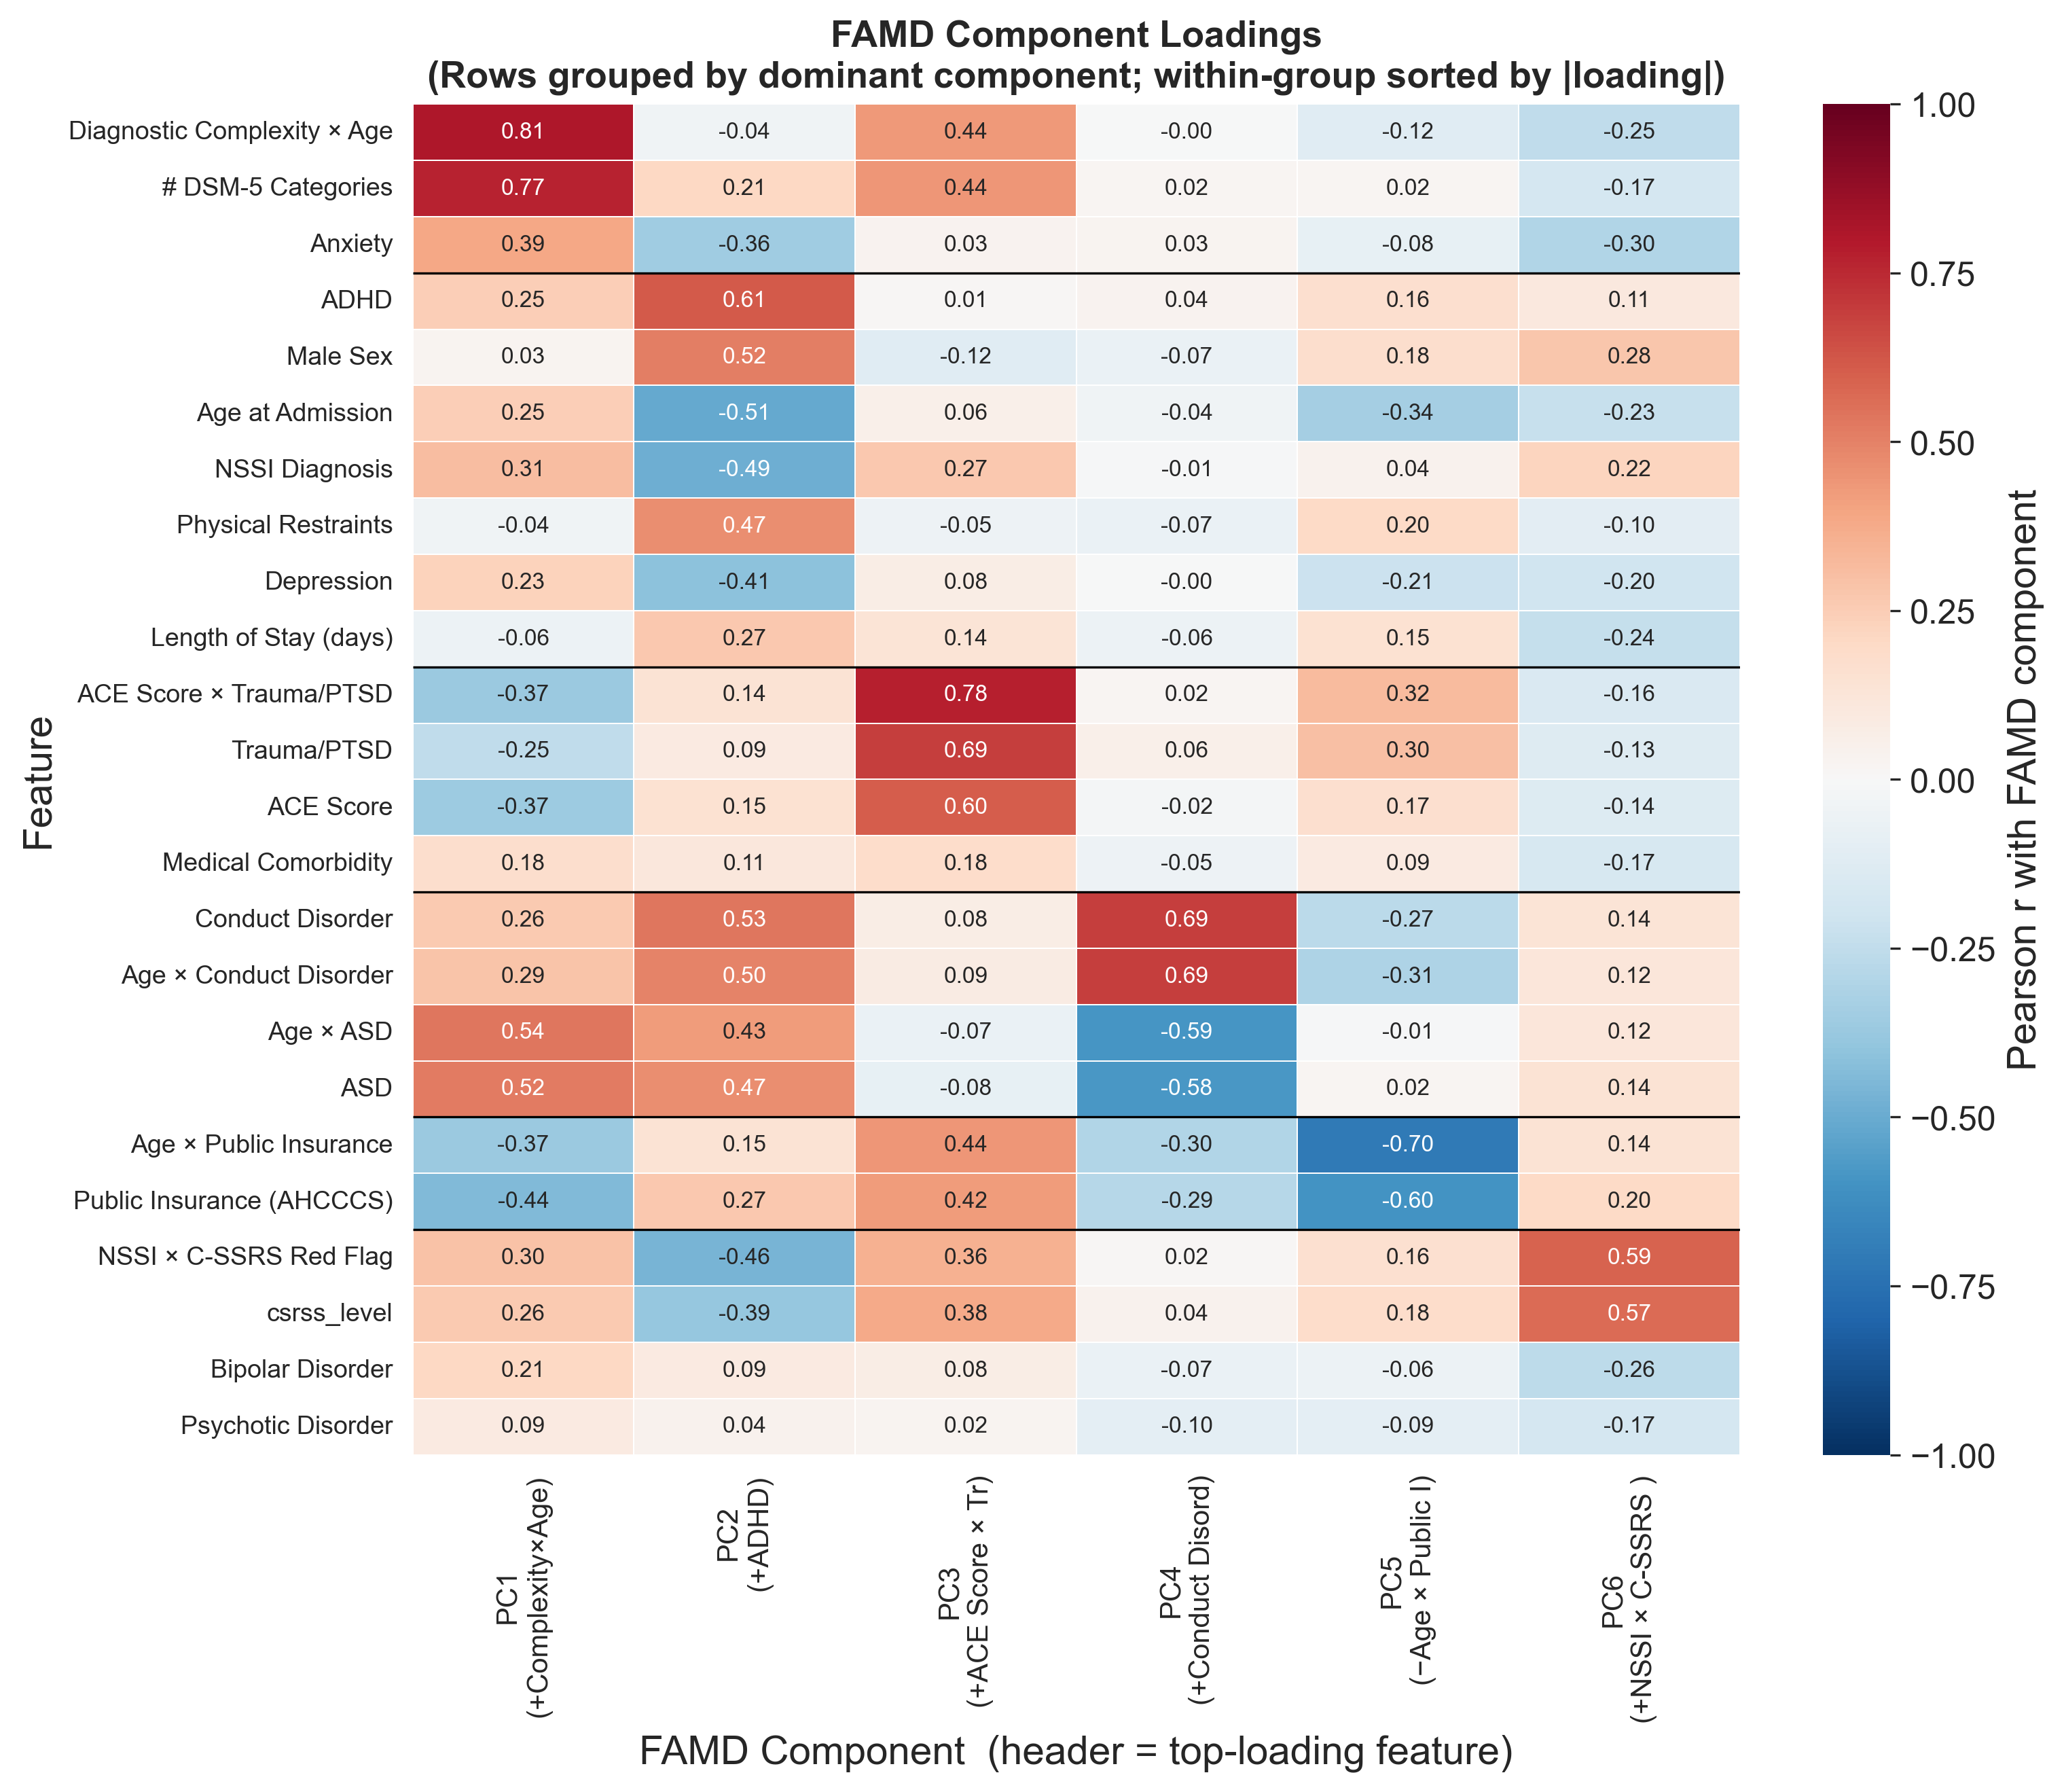 FAMD Component Loadings
(Rows grouped by dominant component; within-group sorted by |loading|)
Feature
Diagnostic Complexity × Age 0.81 -0.04 0.44 -0.00 -0.12 -0.25
# DSM-5 Categories 0.77 0.21 0.44 0.02 0.02 -0.17
Anxiety 0.39 -0.36 0.03 0.03 -0.08 -0.30
ADHD 0.25 0.61 0.01 0.04 0.16 0.11
Male Sex 0.03 0.52 -0.12 -0.07 0.18 0.28
Age at Admission 0.25 -0.51 0.06 -0.04 -0.34 -0.23
NSSI Diagnosis 0.31 -0.49 0.27 -0.01 0.04 0.22
Physical Restraints -0.04 0.47 -0.05 -0.07 0.20 -0.10
Depression 0.23 -0.41 0.08 -0.00 -0.21 -0.20
Length of Stay (days) -0.06 0.27 0.14 -0.06 0.15 -0.24
ACE Score × Trauma/PTSD -0.37 0.14 0.78 0.02 0.32 -0.16
Trauma/PTSD -0.25 0.09 0.69 0.06 0.30 -0.13
ACE Score -0.37 0.15 0.60 -0.02 0.17 -0.14
Medical Comorbidity 0.18 0.11 0.18 -0.05 0.09 -0.17
Conduct Disorder 0.26 0.53 0.08 0.69 -0.27 0.14
Age × Conduct Disorder 0.29 0.50 0.09 0.69 -0.31 0.12
Age × ASD 0.54 0.43 -0.07 -0.59 -0.01 0.12
ASD 0.52 0.47 -0.08 -0.58 0.02 0.14
Age × Public Insurance -0.37 0.15 0.44 -0.30 -0.70 0.14
Public Insurance (AHCCCS) -0.44 0.27 0.42 -0.29 -0.60 0.20
NSSI × C-SSRS Red Flag 0.30 -0.46 0.36 0.02 0.16 0.59
csrss_level 0.26 -0.39 0.38 0.04 0.18 0.57
Bipolar Disorder 0.21 0.09 0.08 -0.07 -0.06 -0.26
Psychotic Disorder 0.09 0.04 0.02 -0.10 -0.09 -0.17
PC1
(+Complexity×Age)
PC2
(+ADHD)
PC3
(+ACE Score × Tr)
PC4
(+Conduct Disord)
PC5
(−Age × Public I)
PC6
(+NSSI × C-SSRS )
FAMD Component (header = top-loading feature)
1.00
0.75
0.50
0.25
0.00
−0.25
−0.50
−0.75
−1.00
Pearson r with FAMD component